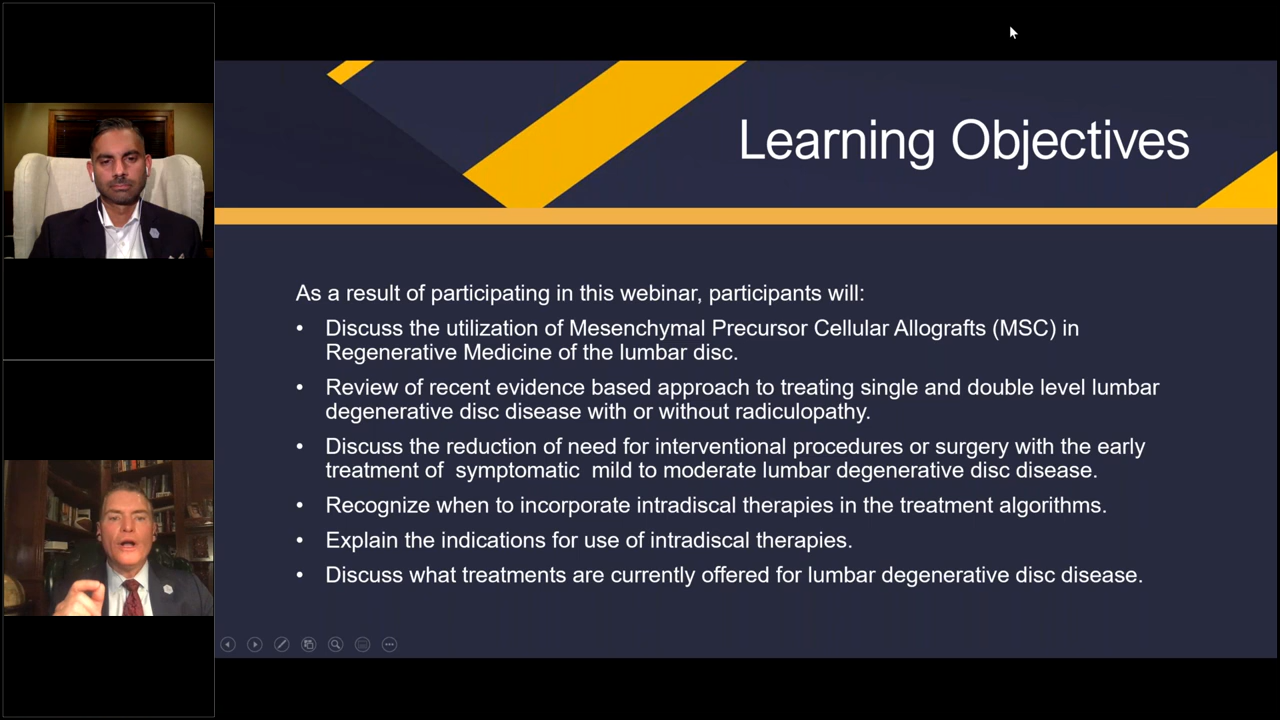 Learning Objectives
As a result of participating in this webinar, participants will:
• Discuss the utilization of Mesenchymal Precursor Cellular Allografts (MSC) in
Regenerative Medicine of the lumbar disc.
• Review of recent evidence based approach to treating single and double level lumbar
degenerative disc disease with or without radiculopathy.
• Discuss the reduction of need for interventional procedures or surgery with the early
treatment of symptomatic mild to moderate lumbar degenerative disc disease.
• Recognize when to incorporate intradiscal therapies in the treatment algorithms.
• Explain the indications for use of intradiscal therapies.
• Discuss what treatments are currently offered for lumbar degenerative disc disease.